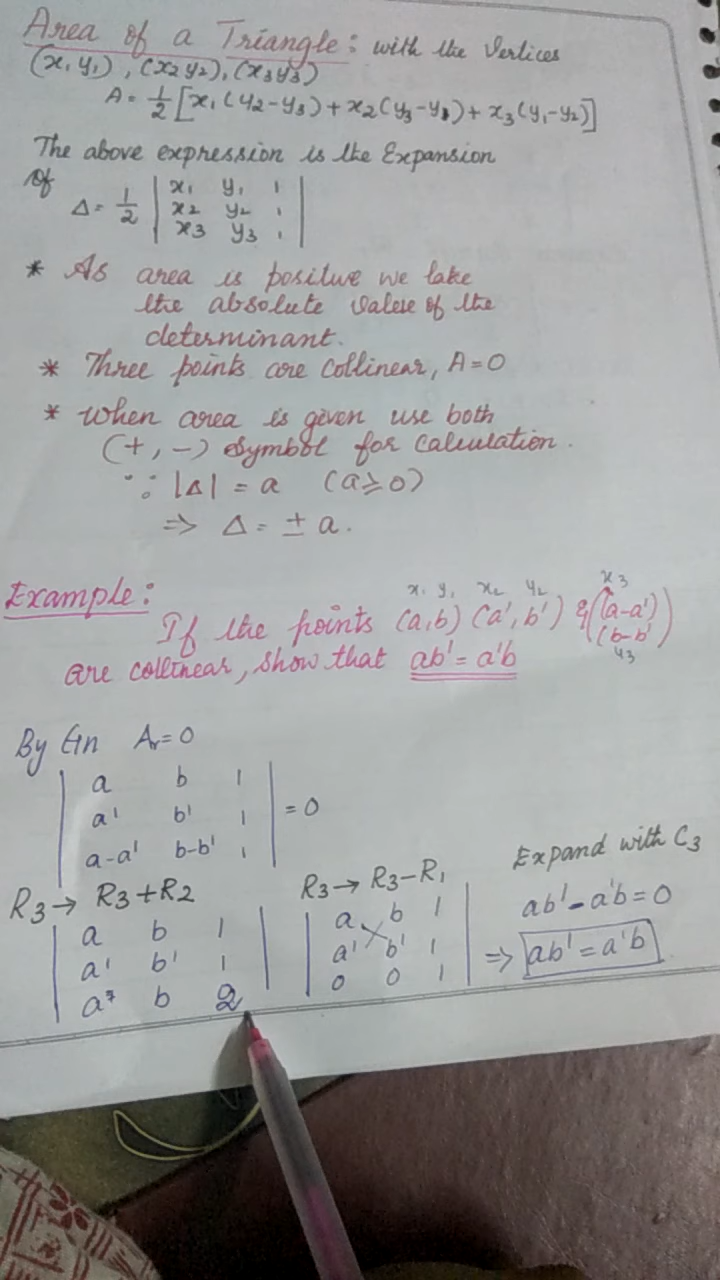 Area of a Triangle: with the Vertices
(x₁ y₁), (x₂ y₂), (x₃ y₃)
A = 1/2 [x₁(y₂-y₃) + x₂(y₃-y₁) + x₃(y₁-y₂)]
The above expression is the Expansion
of
Δ = 1/2 | x₁ y₁ 1 |
| x₂ y₂ 1 |
| x₃ y₃ 1 |
* As area is positive we take
the absolute value of the
determinant.
* Three points are Collinear, A=0
* When area is given use both
(+, -) Symbol for Calculation.
∵ |Δ| = a (a≥0)
⇒ Δ = ± a.
Example:
x₁ y₁ x₂ y₂ x₃
If the points (a,b) (a',b') & ((a-a')
(b-b'))
y₃
are collinear, show that ab' = a'b
By Gn Ar=0
| a b 1 |
| a' b' 1 | = 0
| a-a' b-b' 1 |
R₃→ R₃+R₂
| a b 1 |
| a' b' 1 |
| a b 2 |
R₃→ R₃-R₁
| a b 1 |
| a' b' 1 |
| 0 0 1 |
Expand with C₃
ab' - a'b = 0
⇒ ab' = a'b